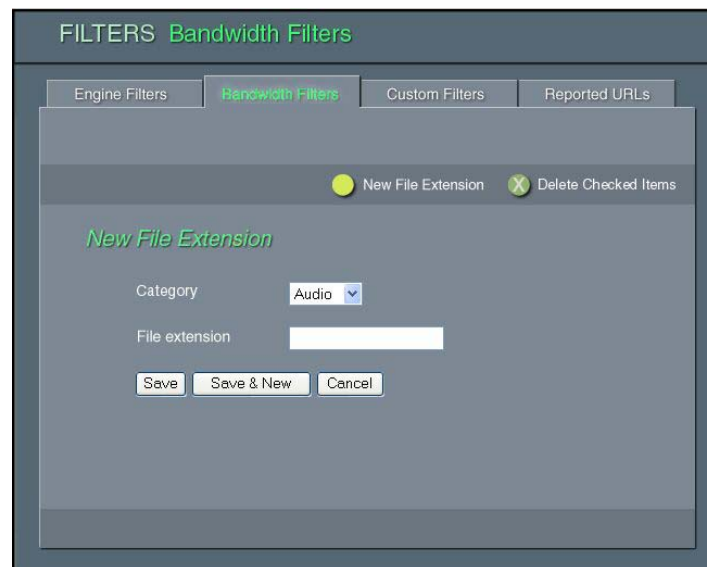 FILTERS Bandwidth Filters
Engine Filters Bandwidth Filters Custom Filters Reported URLs
New File Extension X Delete Checked Items
New File Extension
Category Audio
File extension
Save Save & New Cancel